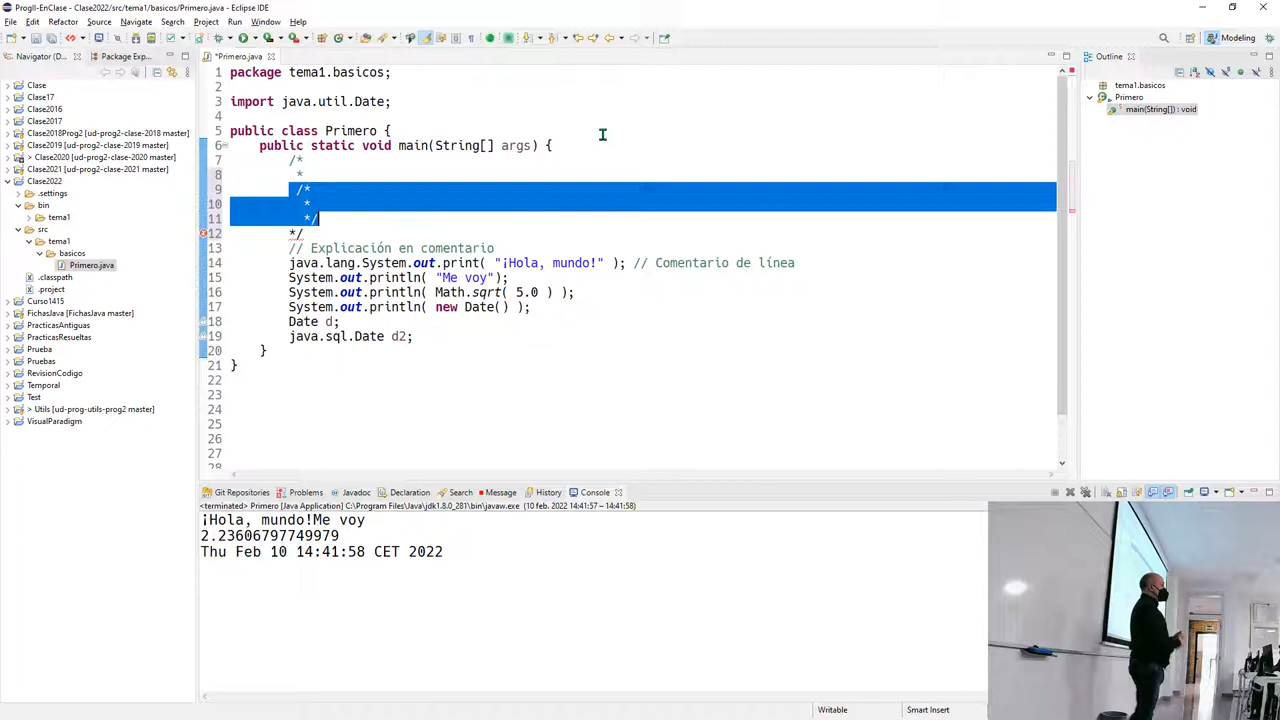 ProgII-EnClase - Clase2022/tema1/basicos/Primero.java - Eclipse IDE
File Edit Refactor Source Navigate Search Project Run Window Help
Modeling
Navigator (D...
Package Exp...
Clase
Clase17
Clase2016
Clase2017
Clase2018Prog2 [ud-prog2-clase-2018 master]
Clase2019 [ud-prog2-clase-2019 master]
> Clase2020 [ud-prog2-clase-2020 master]
Clase2021 [ud-prog2-clase-2021 master]
Clase2022
.settings
bin
tema1
src
tema1
basicos
Primero.java
.classpath
.project
Curso1415
FichasJava [FichasJava master]
PracticasAntiguas
PracticasResueltas
Prueba
Pruebas
RevisionCodigo
Temporal
Test
> Utils [ud-prog-utils-prog2 master]
VisualParadigm
*Primero.java
1 package tema1.basicos;
2
3 import java.util.Date;
4
5 public class Primero {
6 public static void main(String[] args) {
7 /*
8 *
9 /*
10 *
11 */
12 */
13 // Explicación en comentario
14 java.lang.System.out.print( "¡Hola, mundo!" ); // Comentario de línea
15 System.out.println( "Me voy");
16 System.out.println( Math.sqrt( 5.0 ) );
17 System.out.println( new Date() );
18 Date d;
19 java.sql.Date d2;
20 }
21 }
22
23
24
25
26
27
28
Outline
tema1.basicos
Primero
main(String[]) : void
Git Repositories Problems Javadoc Declaration Search Message History Console
<terminated> Primero [Java Application] C:\Program Files\Java\jdk1.8.0_281\bin\javaw.exe (10 feb. 2022 14:41:57 – 14:41:58)
¡Hola, mundo!Me voy
2.23606797749979
Thu Feb 10 14:41:58 CET 2022
Writable
Smart Insert